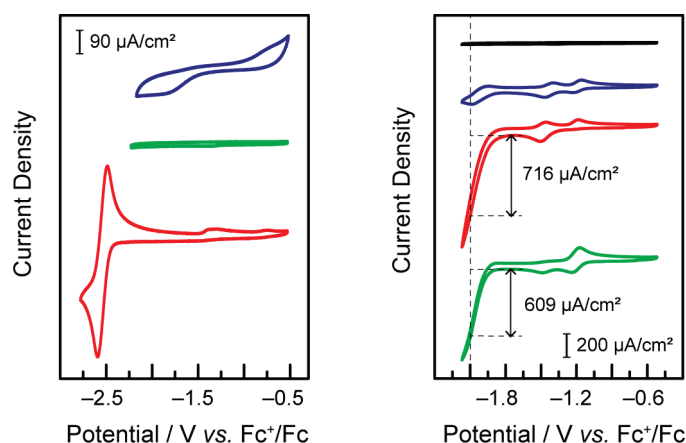 90 µA/cm²
Current Density
–2.5 –1.5 –0.5
Potential / V vs. Fc⁺/Fc
Current Density
716 µA/cm²
609 µA/cm²
200 µA/cm²
–1.8 –1.2 –0.6
Potential / V vs. Fc⁺/Fc